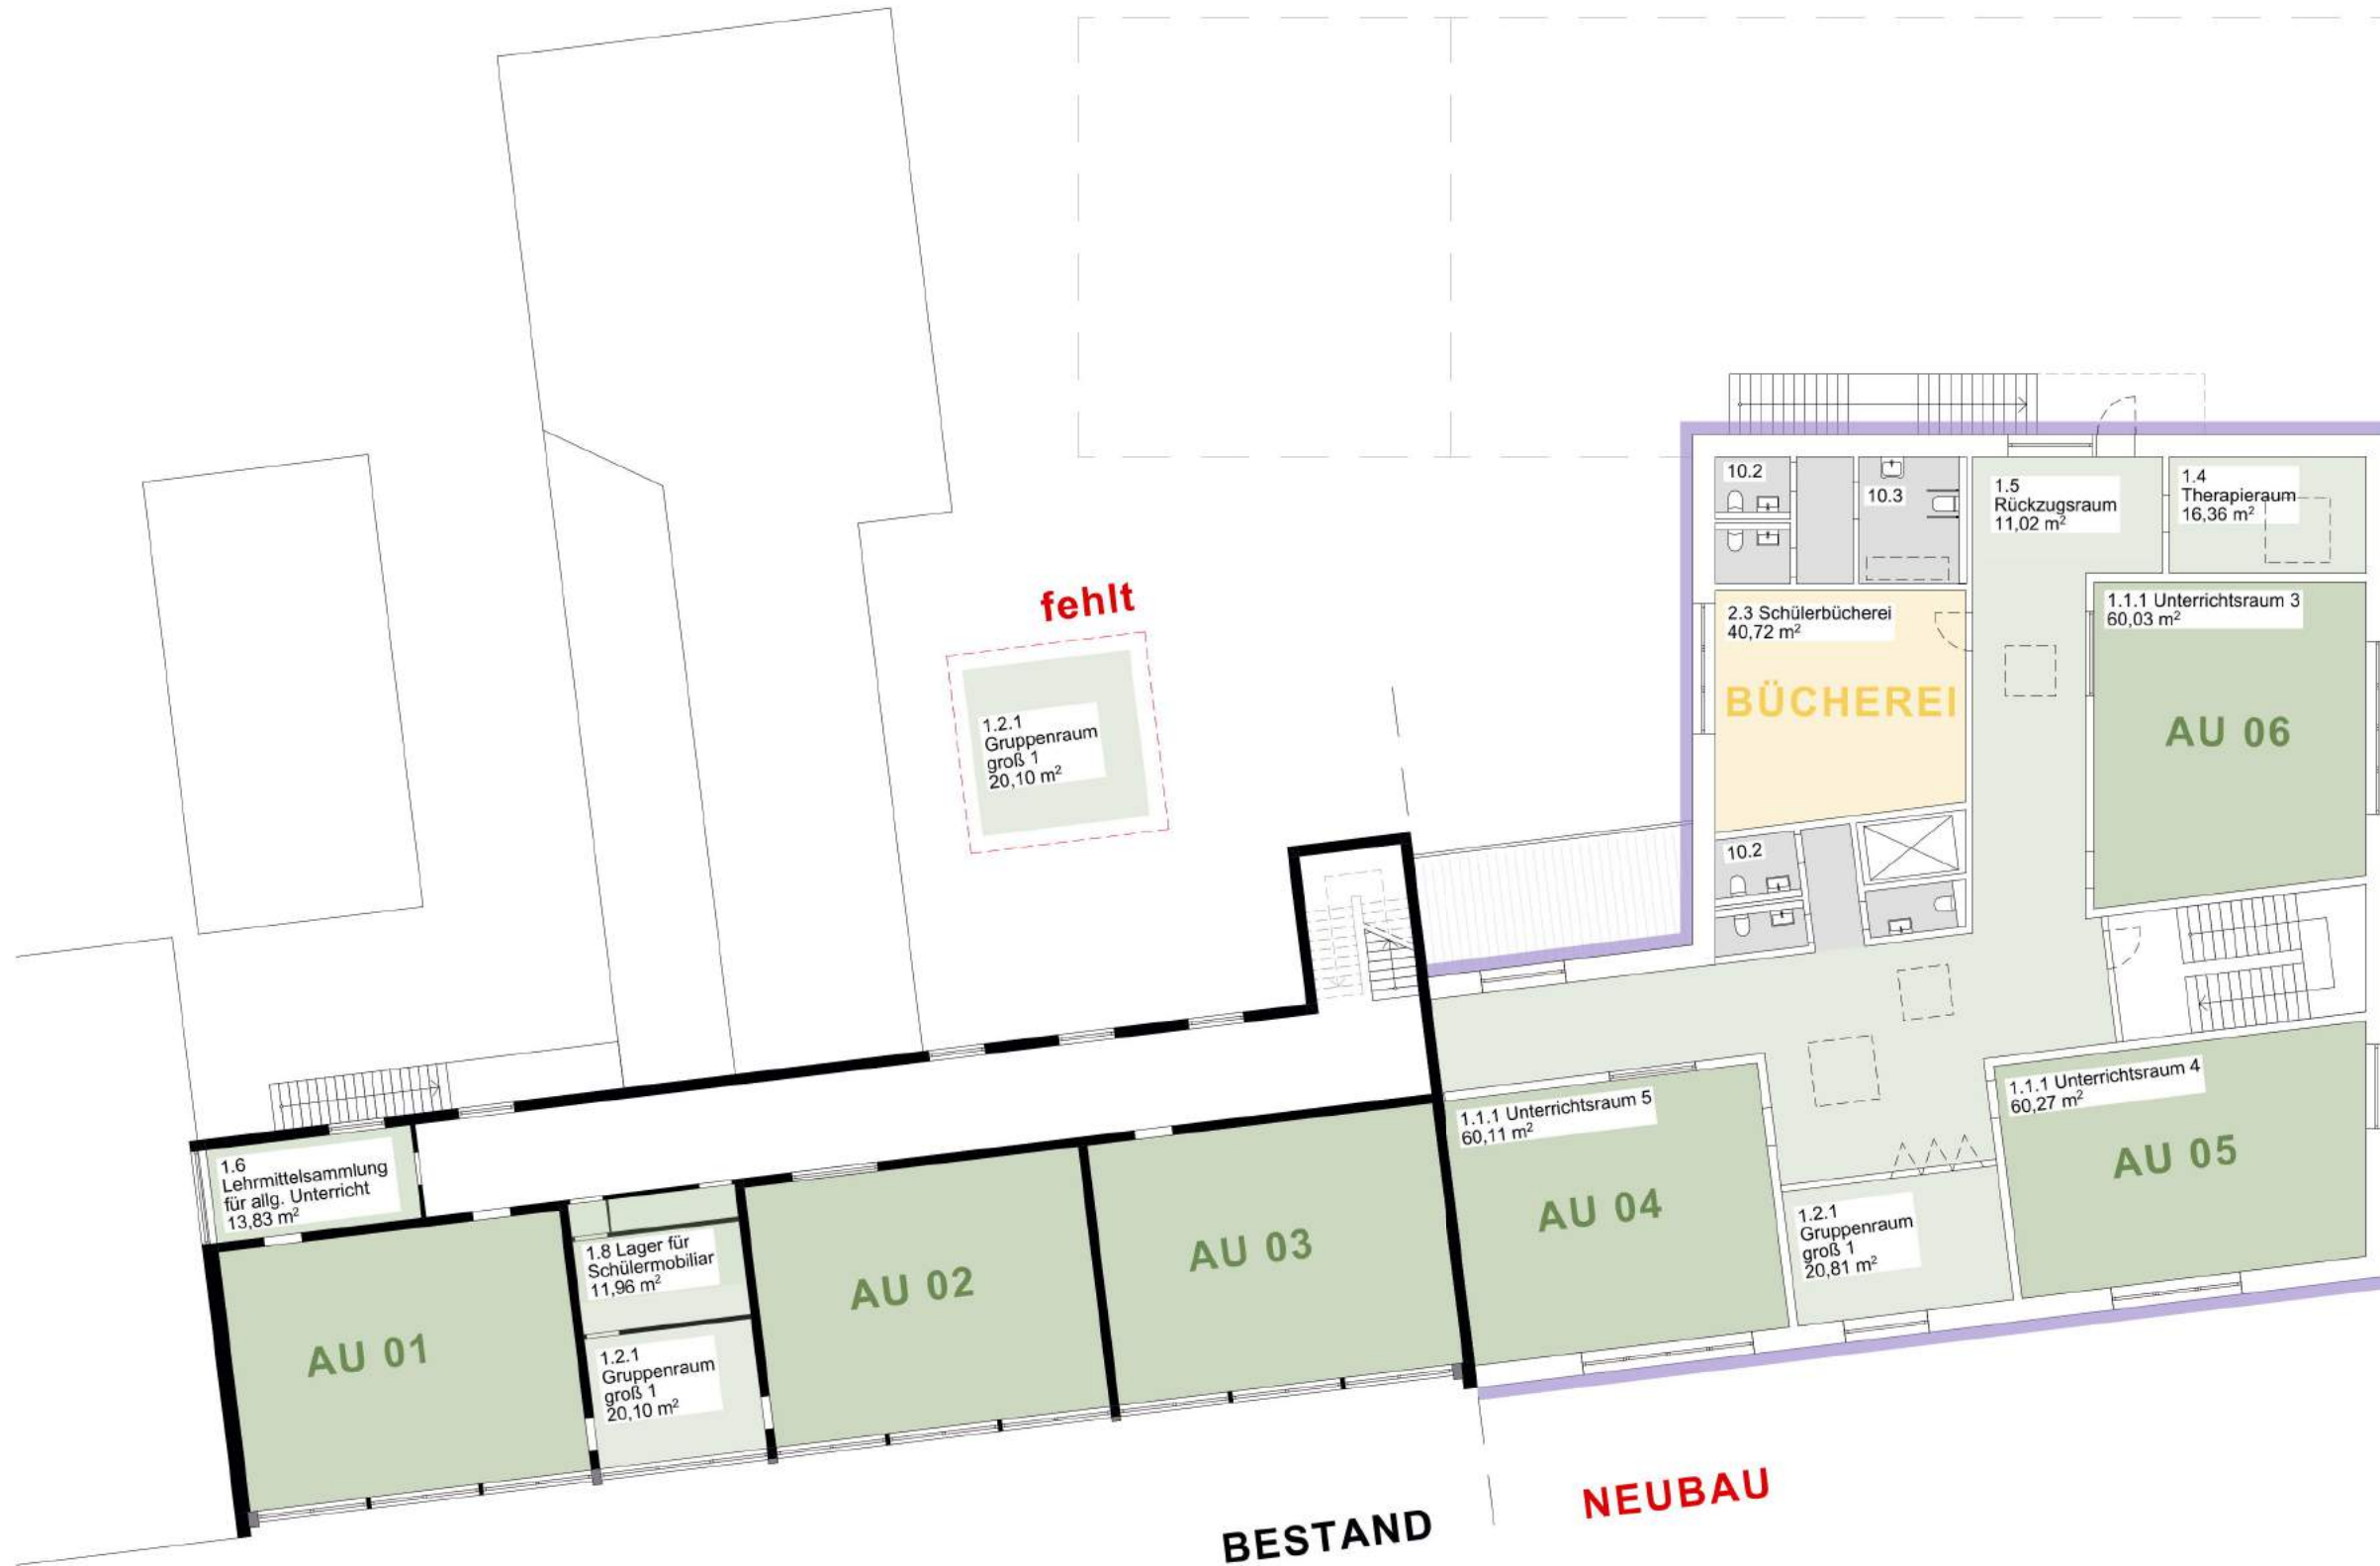 10.2
10.3
1.5
Rückzugsraum
11,02 m²
1.4
Therapieraum
16,36 m²
fehlt
1.2.1
Gruppenraum
groß 1
20,10 m²
2.3 Schülerbücherei
40,72 m²
BÜCHEREI
1.1.1 Unterrichtsraum 3
60,03 m²
AU 06
10.2
1.6
Lehrmittelsammlung
für allg. Unterricht
13,83 m²
AU 01
1.8 Lager für
Schülermobiliar
11,96 m²
1.2.1
Gruppenraum
groß 1
20,10 m²
AU 02
AU 03
1.1.1 Unterrichtsraum 5
60,11 m²
AU 04
1.2.1
Gruppenraum
groß 1
20,81 m²
1.1.1 Unterrichtsraum 4
60,27 m²
AU 05
BESTAND
NEUBAU